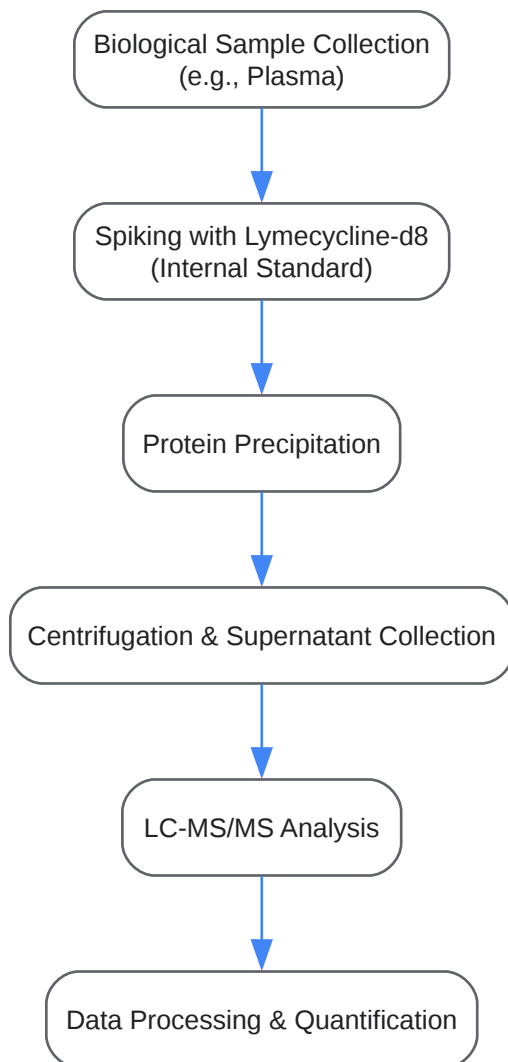 Biological Sample Collection
(e.g., Plasma)
Spiking with Lymecycline-d8
(Internal Standard)
Protein Precipitation
Centrifugation & Supernatant Collection
LC-MS/MS Analysis
Data Processing & Quantification